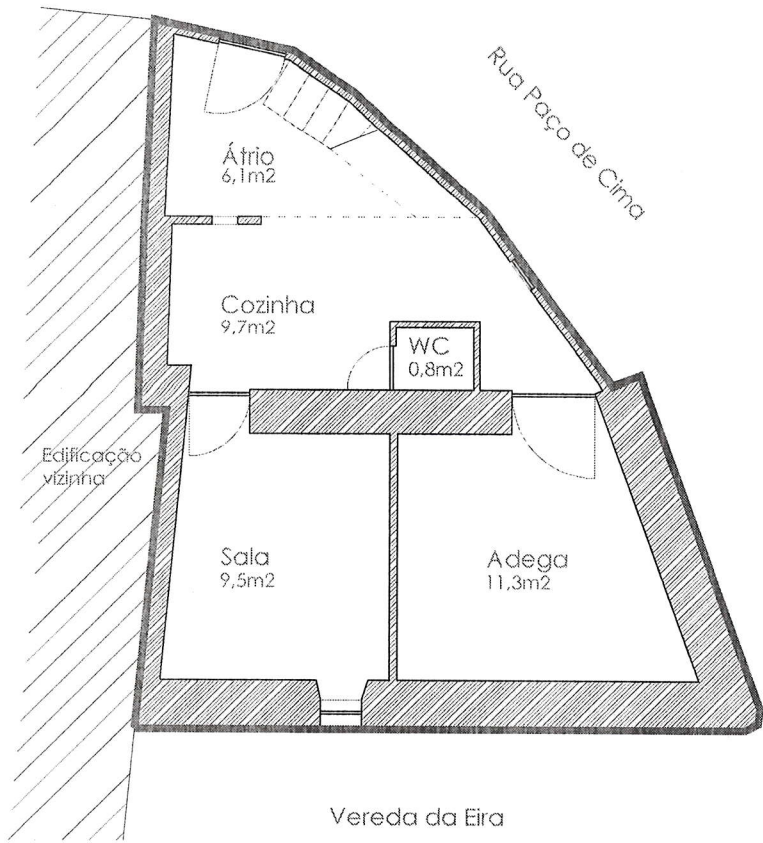 Rua Paço de Cima
Átrio
6,1m2
Cozinha
9,7m2
WC
0,8m2
Edificação
vizinha
Sala
9,5m2
Adega
11,3m2
Vereda da Eira